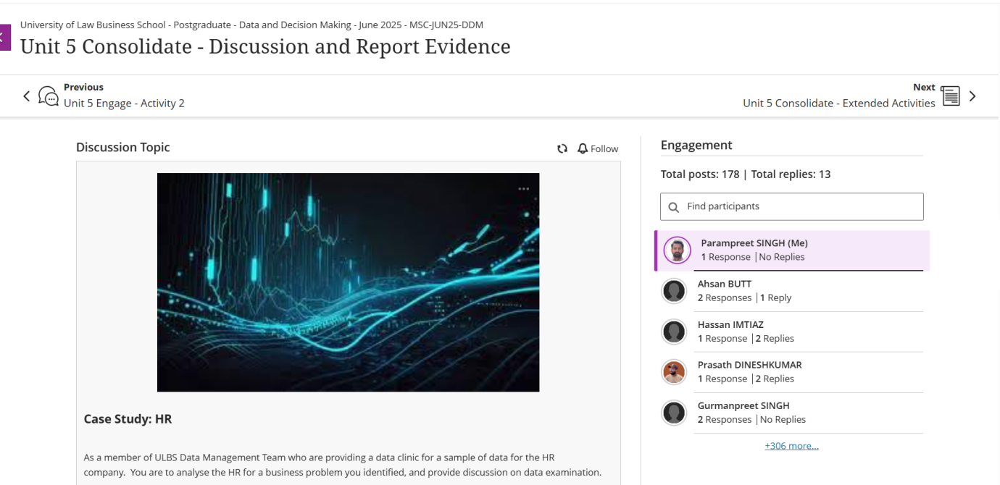 University of Law Business School - Postgraduate - Data and Decision Making - June 2025 - MSC-JUN25-DDM
Unit 5 Consolidate - Discussion and Report Evidence
Previous
Unit 5 Engage - Activity 2
Next
Unit 5 Consolidate - Extended Activities
Discussion Topic
Follow
Case Study: HR
As a member of ULBS Data Management Team who are providing a data clinic for a sample of data for the HR
company.  You are to analyse the HR for a business problem you identified, and provide discussion on data examination.
Engagement
Total posts: 178 | Total replies: 13
Find participants
Parampreet SINGH (Me)
1 Response | No Replies
Ahsan BUTT
2 Responses | 1 Reply
Hassan IMTIAZ
1 Response | 2 Replies
Prasath DINESHKUMAR
1 Response | 2 Replies
Gurmanpreet SINGH
2 Responses | No Replies
+306 more...